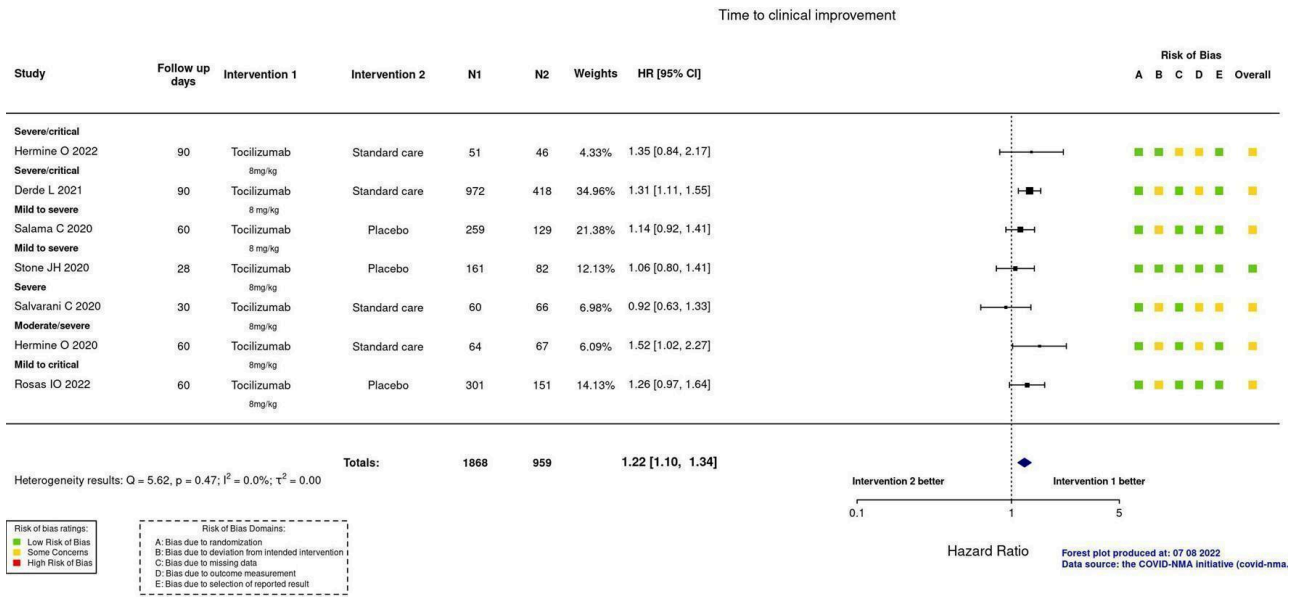 Time to clinical improvement
Risk of Bias
Study Follow up days Intervention 1 Intervention 2 N1 N2 Weights HR [95% CI] A B C D E Overall
Severe/critical
Hermine O 2022 90 Tocilizumab Standard care 51 46 4.33% 1.35 [0.84, 2.17]
Severe/critical 8mg/kg
Derde L 2021 90 Tocilizumab Standard care 972 418 34.96% 1.31 [1.11, 1.55]
Mild to severe 8 mg/kg
Salama C 2020 60 Tocilizumab Placebo 259 129 21.38% 1.14 [0.92, 1.41]
Mild to severe 8 mg/kg
Stone JH 2020 28 Tocilizumab Placebo 161 82 12.13% 1.06 [0.80, 1.41]
Severe 8mg/kg
Salvarani C 2020 30 Tocilizumab Standard care 60 66 6.98% 0.92 [0.63, 1.33]
Moderate/severe 8mg/kg
Hermine O 2020 60 Tocilizumab Standard care 64 67 6.09% 1.52 [1.02, 2.27]
Mild to critical 8mg/kg
Rosas IO 2022 60 Tocilizumab Placebo 301 151 14.13% 1.26 [0.97, 1.64]
8mg/kg
Totals: 1868 959 1.22 [1.10, 1.34]
Heterogeneity results: Q = 5.62, p = 0.47; I² = 0.0%; τ² = 0.00
Intervention 2 better Intervention 1 better
0.1 1 5
Hazard Ratio
Risk of bias ratings:
Low Risk of Bias
Some Concerns
High Risk of Bias
Risk of Bias Domains:
A: Bias due to randomization
B: Bias due to deviation from intended intervention
C: Bias due to missing data
D: Bias due to outcome measurement
E: Bias due to selection of reported result
Forest plot produced at: 07 08 2022
Data source: the COVID-NMA initiative (covid-nma.